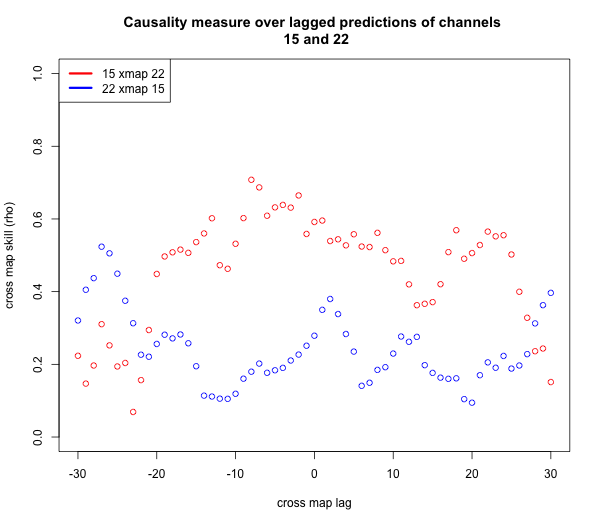 Causality measure over lagged predictions of channels
15 and 22
15 xmap 22
22 xmap 15
1.0
0.8
0.6
0.4
0.2
0.0
cross map skill (rho)
-30 -20 -10 0 10 20 30
cross map lag